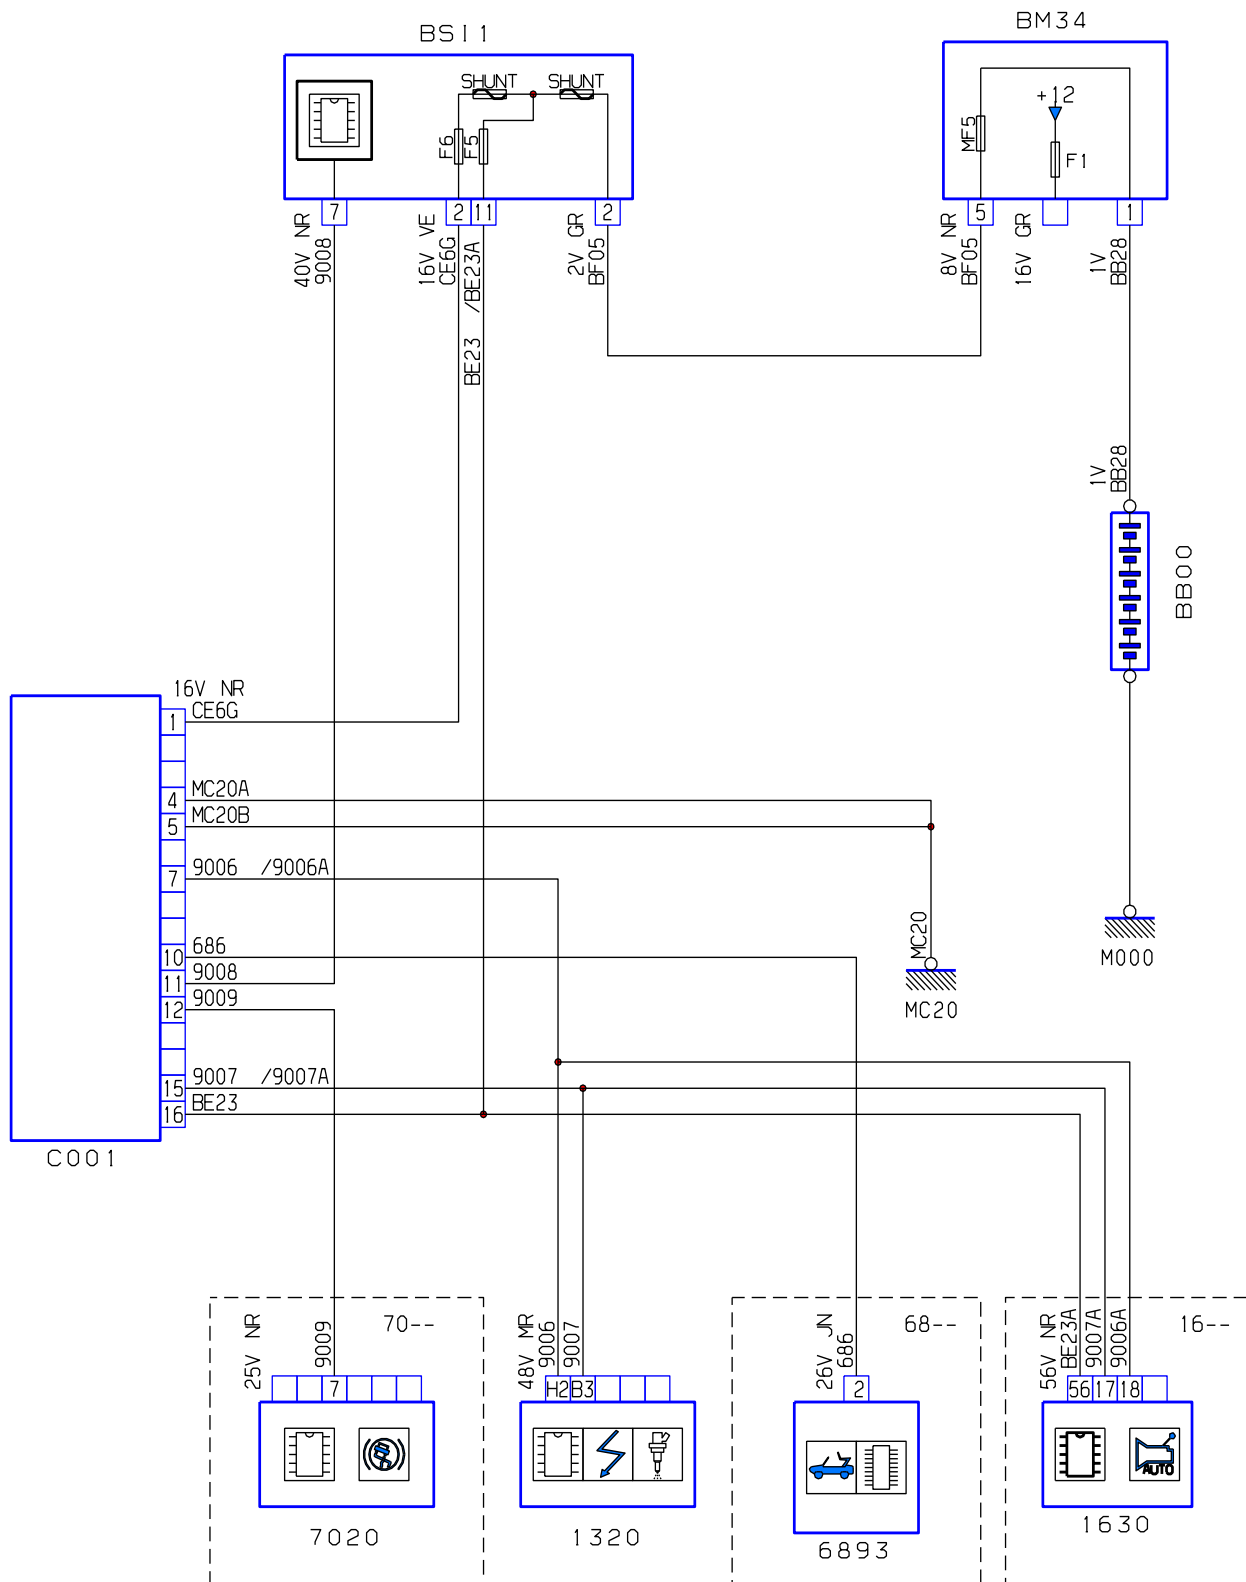 BSI1
BM34
SHUNT
SHUNT
F6
F5
MF5
+12
F1
7
2
11
2
5
1
40V NR
9008
16V VE
CE6G
BE23 /BE23A
2V GR
BF05
8V NR
BF05
16V GR
1V
BB28
1V
BB28
BB00
16V NR
1
CE6G
4
MC20A
5
MC20B
7
9006 /9006A
10
686
11
9008
12
9009
15
9007 /9007A
16
BE23
C001
MC20
MC20
M000
70--
68--
16--
25V NR
9009
48V MR
9006
9007
26V JN
686
56V NR
BE23A
9007A
9006A
7
H2
B3
2
56
17
18
AUTO
7020
1320
6893
1630